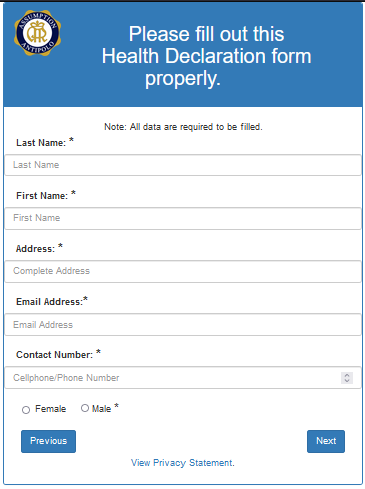 ASSUMPTION
ANTIPOLO
Please fill out this
Health Declaration form
properly.
Note: All data are required to be filled.
Last Name: *
Last Name
First Name: *
First Name
Address: *
Complete Address
Email Address:*
Email Address
Contact Number: *
Cellphone/Phone Number
Female Male *
Previous Next
View Privacy Statement.